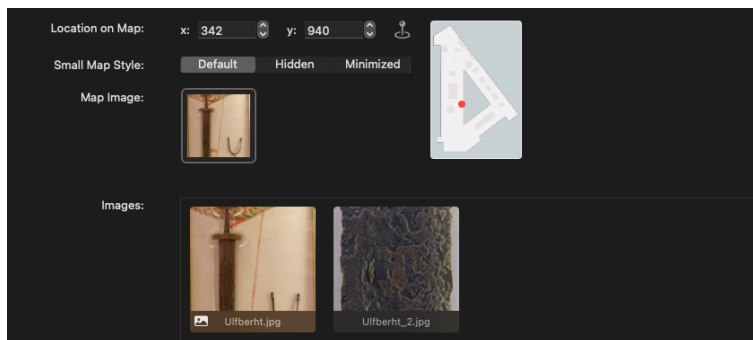 Location on Map: x: 342 y: 940
Small Map Style: Default Hidden Minimized
Map Image:
Images:
Ulfberht.jpg Ulfberht_2.jpg